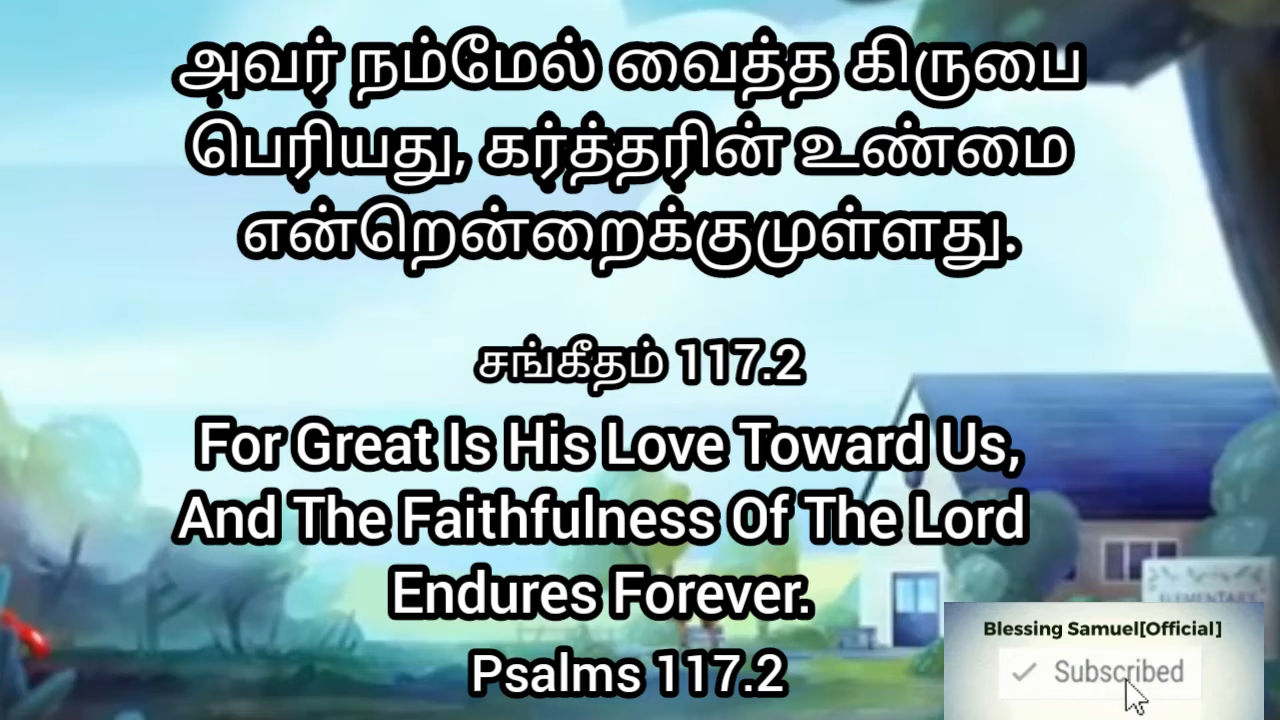 அவர் நம்மேல் வைத்த கிருபை
பெரியது, கர்த்தரின் உண்மை
என்றென்றைக்குமுள்ளது.
சங்கீதம் 117.2
For Great Is His Love Toward Us,
And The Faithfulness Of The Lord
Endures Forever.
Psalms 117.2
ELEMENTARY
Blessing Samuel[Official]
Subscribed